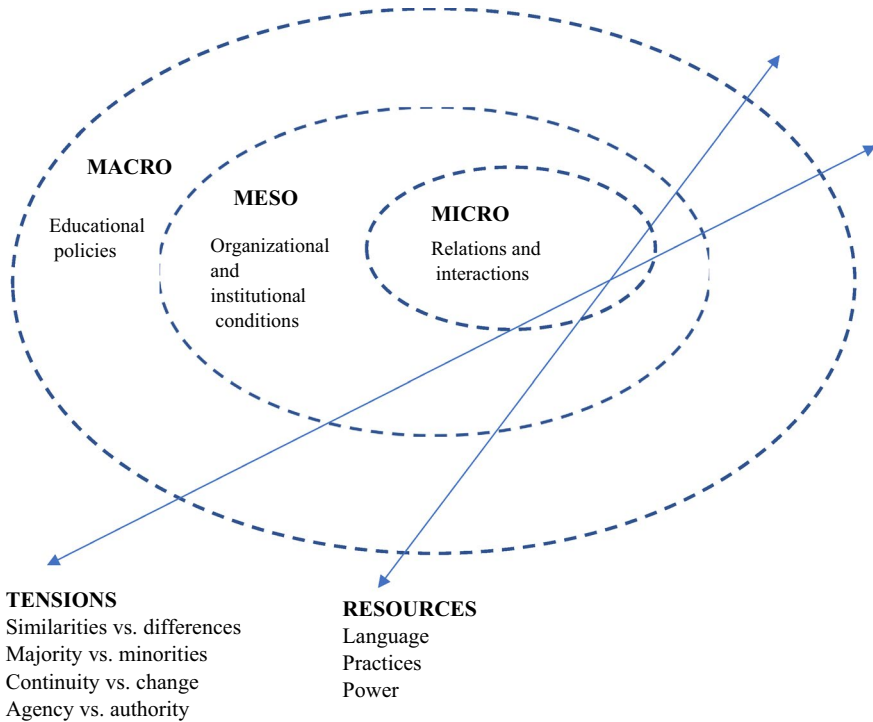 MACRO
Educational
policies
MESO
Organizational
and
institutional
conditions
MICRO
Relations and
interactions
TENSIONS
Similarities vs. differences
Majority vs. minorities
Continuity vs. change
Agency vs. authority
RESOURCES
Language
Practices
Power